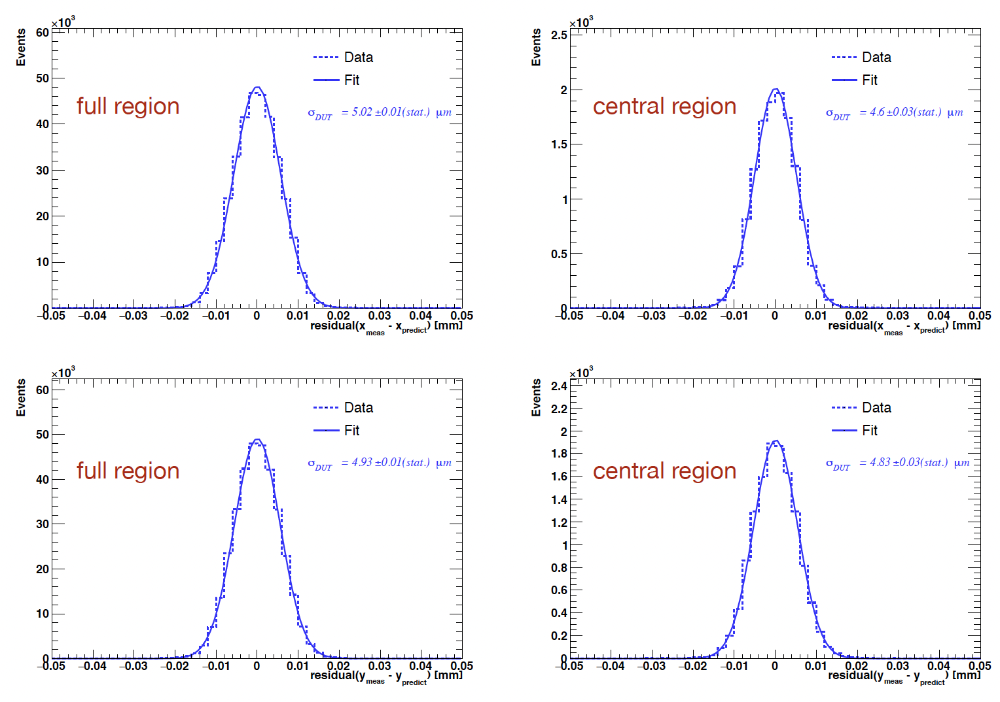 ×10³
Events
60
50
40
30
20
10
0
Data
Fit
full region
σDUT = 5.02 ±0.01(stat.) μm
−0.05 −0.04 −0.03 −0.02 −0.01 0 0.01 0.02 0.03 0.04 0.05
residual(xmeas - xpredict) [mm]
×10³
Events
2.5
2
1.5
1
0.5
0
Data
Fit
central region
σDUT = 4.6 ±0.03(stat.) μm
−0.05 −0.04 −0.03 −0.02 −0.01 0 0.01 0.02 0.03 0.04 0.05
residual(xmeas - xpredict) [mm]
×10³
Events
60
50
40
30
20
10
0
Data
Fit
full region
σDUT = 4.93 ±0.01(stat.) μm
−0.05 −0.04 −0.03 −0.02 −0.01 0 0.01 0.02 0.03 0.04 0.05
residual(ymeas - ypredict) [mm]
×10³
Events
2.4
2.2
2
1.8
1.6
1.4
1.2
1
0.8
0.6
0.4
0.2
0
Data
Fit
central region
σDUT = 4.83 ±0.03(stat.) μm
−0.05 −0.04 −0.03 −0.02 −0.01 0 0.01 0.02 0.03 0.04 0.05
residual(ymeas - ypredict) [mm]